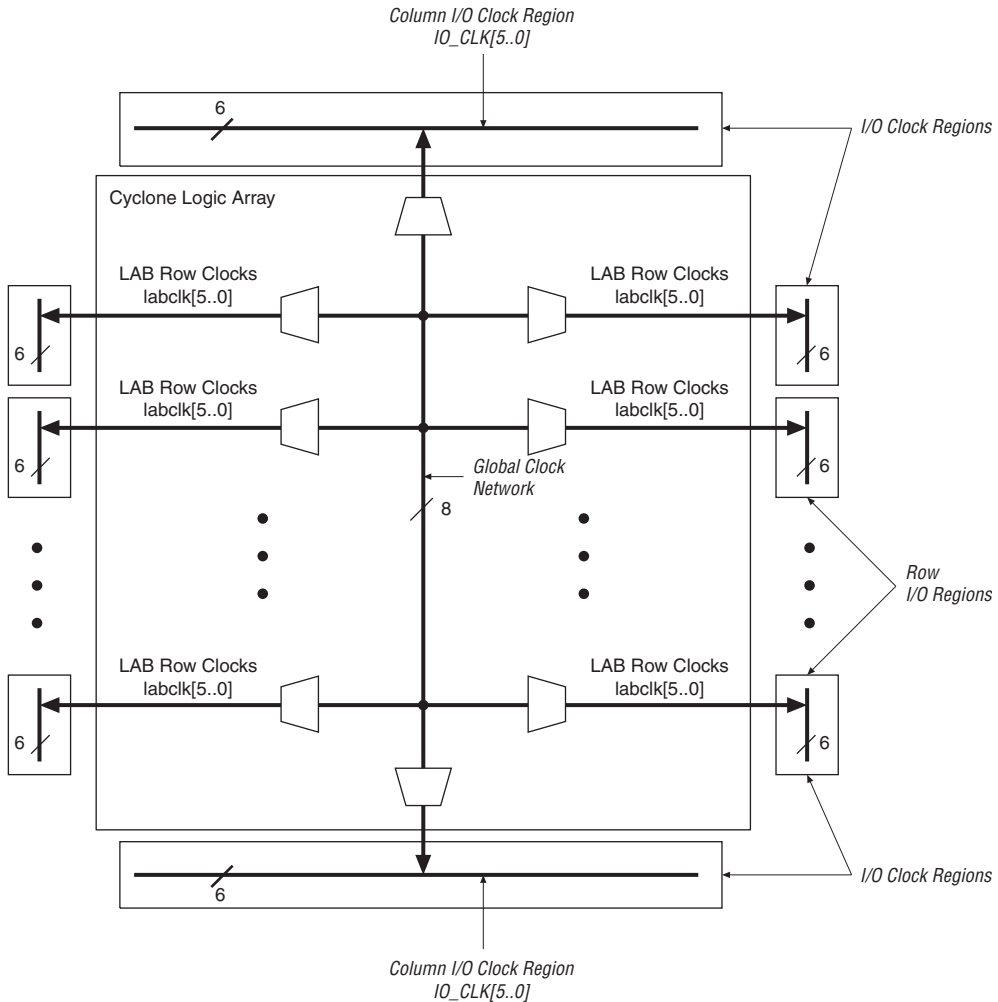 Column I/O Clock Region
IO_CLK[5..0]
6
I/O Clock Regions
Cyclone Logic Array
LAB Row Clocks
labclk[5..0]
LAB Row Clocks
labclk[5..0]
6
6
LAB Row Clocks
labclk[5..0]
LAB Row Clocks
labclk[5..0]
6
6
Global Clock
Network
8
Row
I/O Regions
LAB Row Clocks
labclk[5..0]
LAB Row Clocks
labclk[5..0]
6
6
6
I/O Clock Regions
Column I/O Clock Region
IO_CLK[5..0]